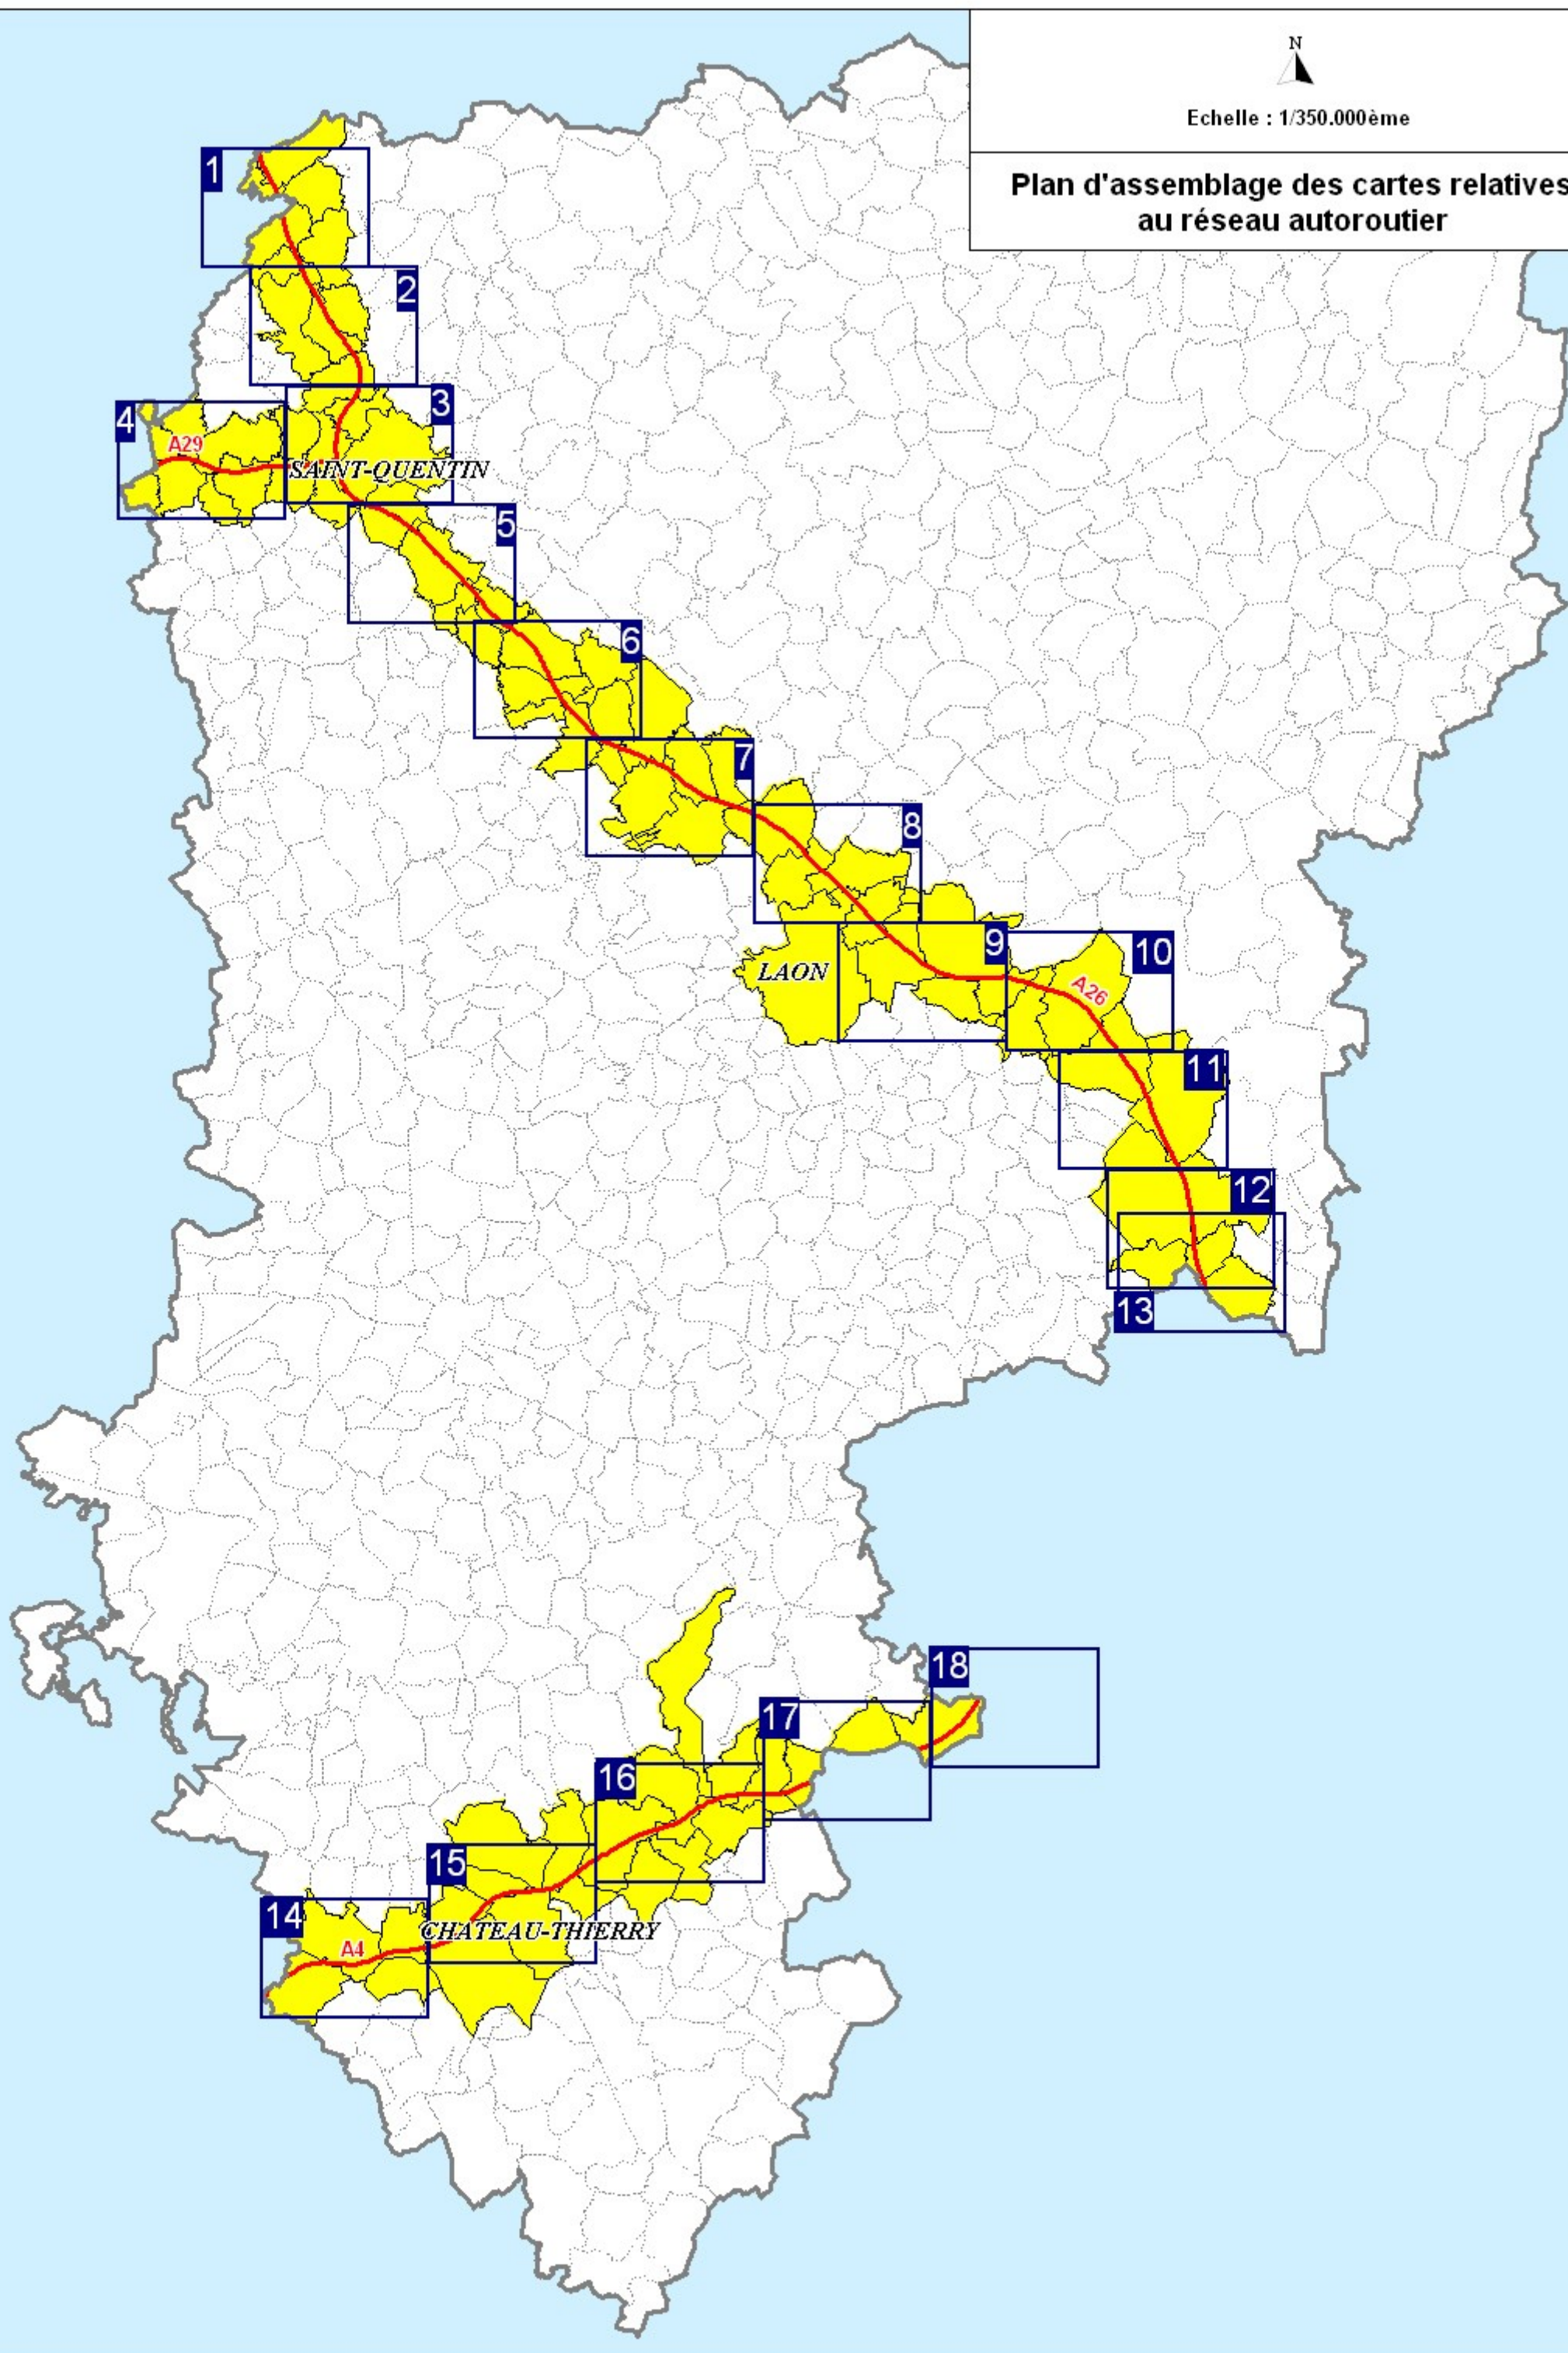 N
Echelle : 1/350.000ème
Plan d'assemblage des cartes relatives
au réseau autoroutier
1
2
3
4
A29
SAINT-QUENTIN
5
6
7
8
9
LAON
10
A26
11
12
13
18
17
16
15
14
CHATEAU-THIERRY
A4